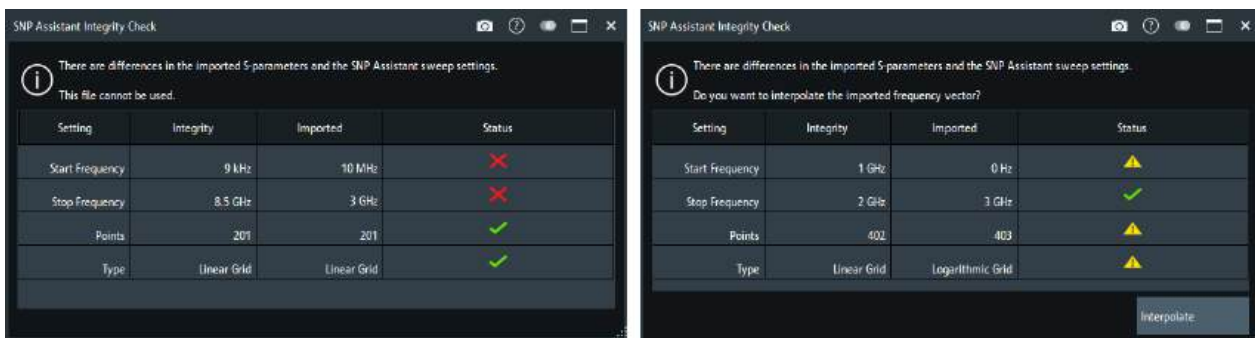 SNP Assistant Integrity Check
There are differences in the imported S-parameters and the SNP Assistant sweep settings.
This file cannot be used.
Setting Integrity Imported Status
Start Frequency 9 kHz 10 MHz
Stop Frequency 8.5 GHz 3 GHz
Points 201 201
Type Linear Grid Linear Grid
SNP Assistant Integrity Check
There are differences in the imported S-parameters and the SNP Assistant sweep settings.
Do you want to interpolate the imported frequency vector?
Setting Integrity Imported Status
Start Frequency 1 GHz 0 Hz
Stop Frequency 2 GHz 3 GHz
Points 402 403
Type Linear Grid Logarithmic Grid
Interpolate